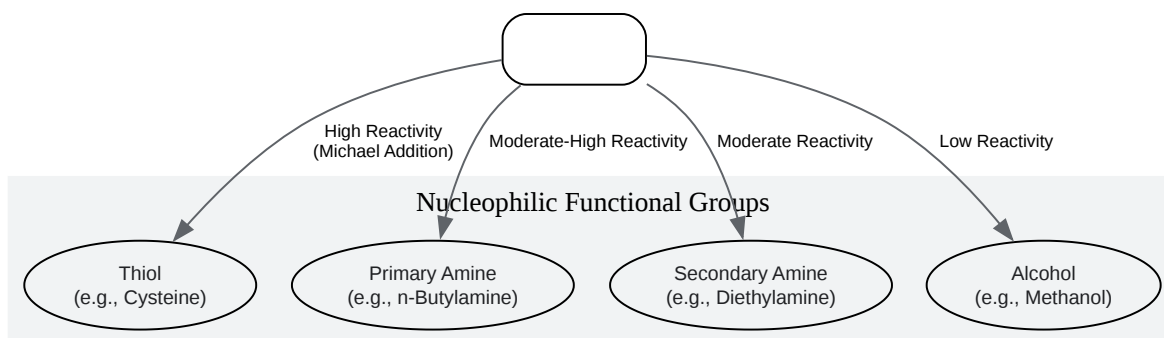 High Reactivity
(Michael Addition)
Moderate-High Reactivity
Moderate Reactivity
Low Reactivity
Nucleophilic Functional Groups
Thiol
(e.g., Cysteine)
Primary Amine
(e.g., n-Butylamine)
Secondary Amine
(e.g., Diethylamine)
Alcohol
(e.g., Methanol)